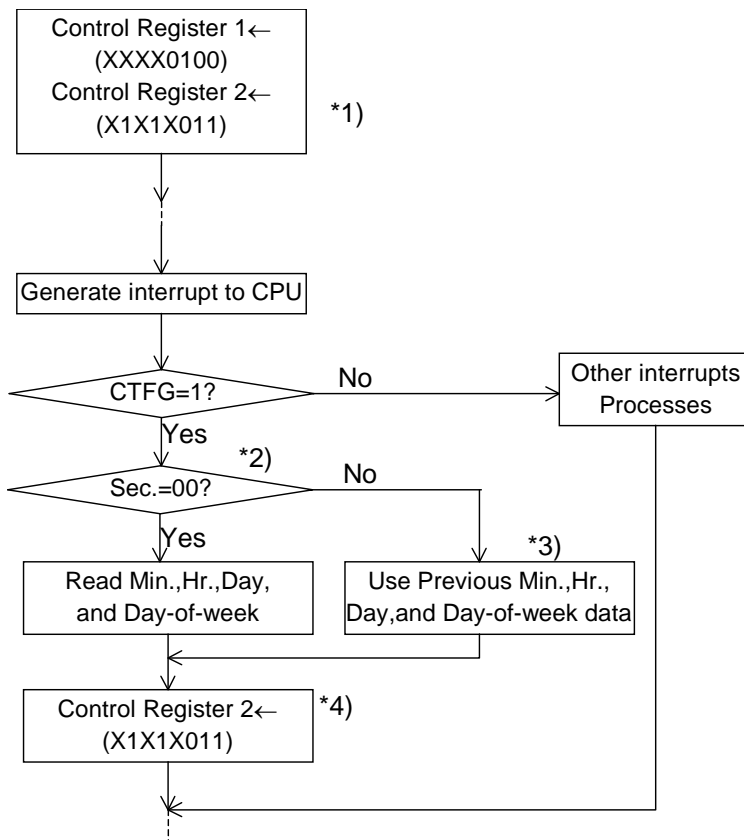 Control Register 1←
(XXXX0100)
Control Register 2←
(X1X1X011)
*1)
Generate interrupt to CPU
CTFG=1?
No
Other interrupts
Processes
Yes
*2)
Sec.=00?
No
Yes
*3)
Read Min.,Hr.,Day,
and Day-of-week
Use Previous Min.,Hr.,
Day,and Day-of-week data
Control Register 2←
(X1X1X011)
*4)